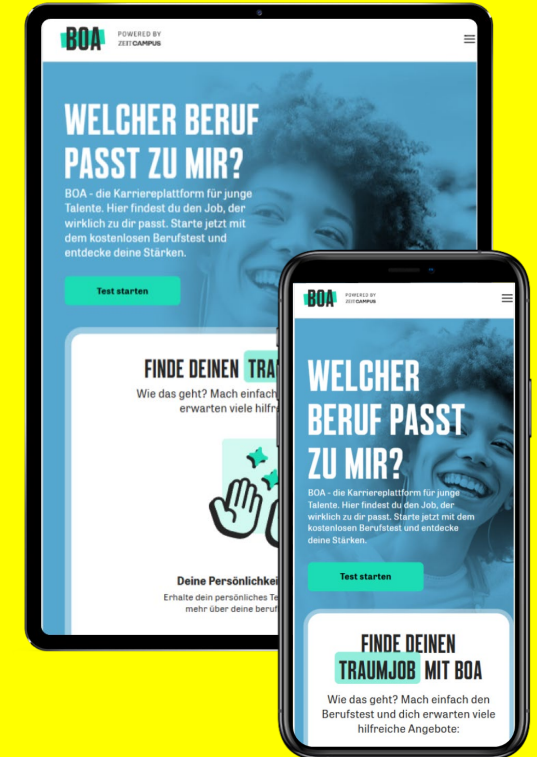 BOA
POWERED BY
ZEIT CAMPUS
WELCHER BERUF
PASST ZU MIR?
BOA - die Karriereplattform für junge
Talente. Hier findest du den Job, der
wirklich zu dir passt. Starte jetzt mit
dem kostenlosen Berufstest und
entdecke deine Stärken.
Test starten
FINDE DEINEN TRA
Wie das geht? Mach einfach
erwarten viele hilfr
Deine Persönlichkei
Erhalte dein persönliches Te
mehr über deine beruf
BOA
POWERED BY
ZEIT CAMPUS
WELCHER
BERUF PASST
ZU MIR?
BOA - die Karriereplattform für junge
Talente. Hier findest du den Job, der
wirklich zu dir passt. Starte jetzt mit dem
kostenlosen Berufstest und entdecke
deine Stärken.
Test starten
FINDE DEINEN
TRAUMJOB MIT BOA
Wie das geht? Mach einfach den
Berufstest und dich erwarten viele
hilfreiche Angebote: